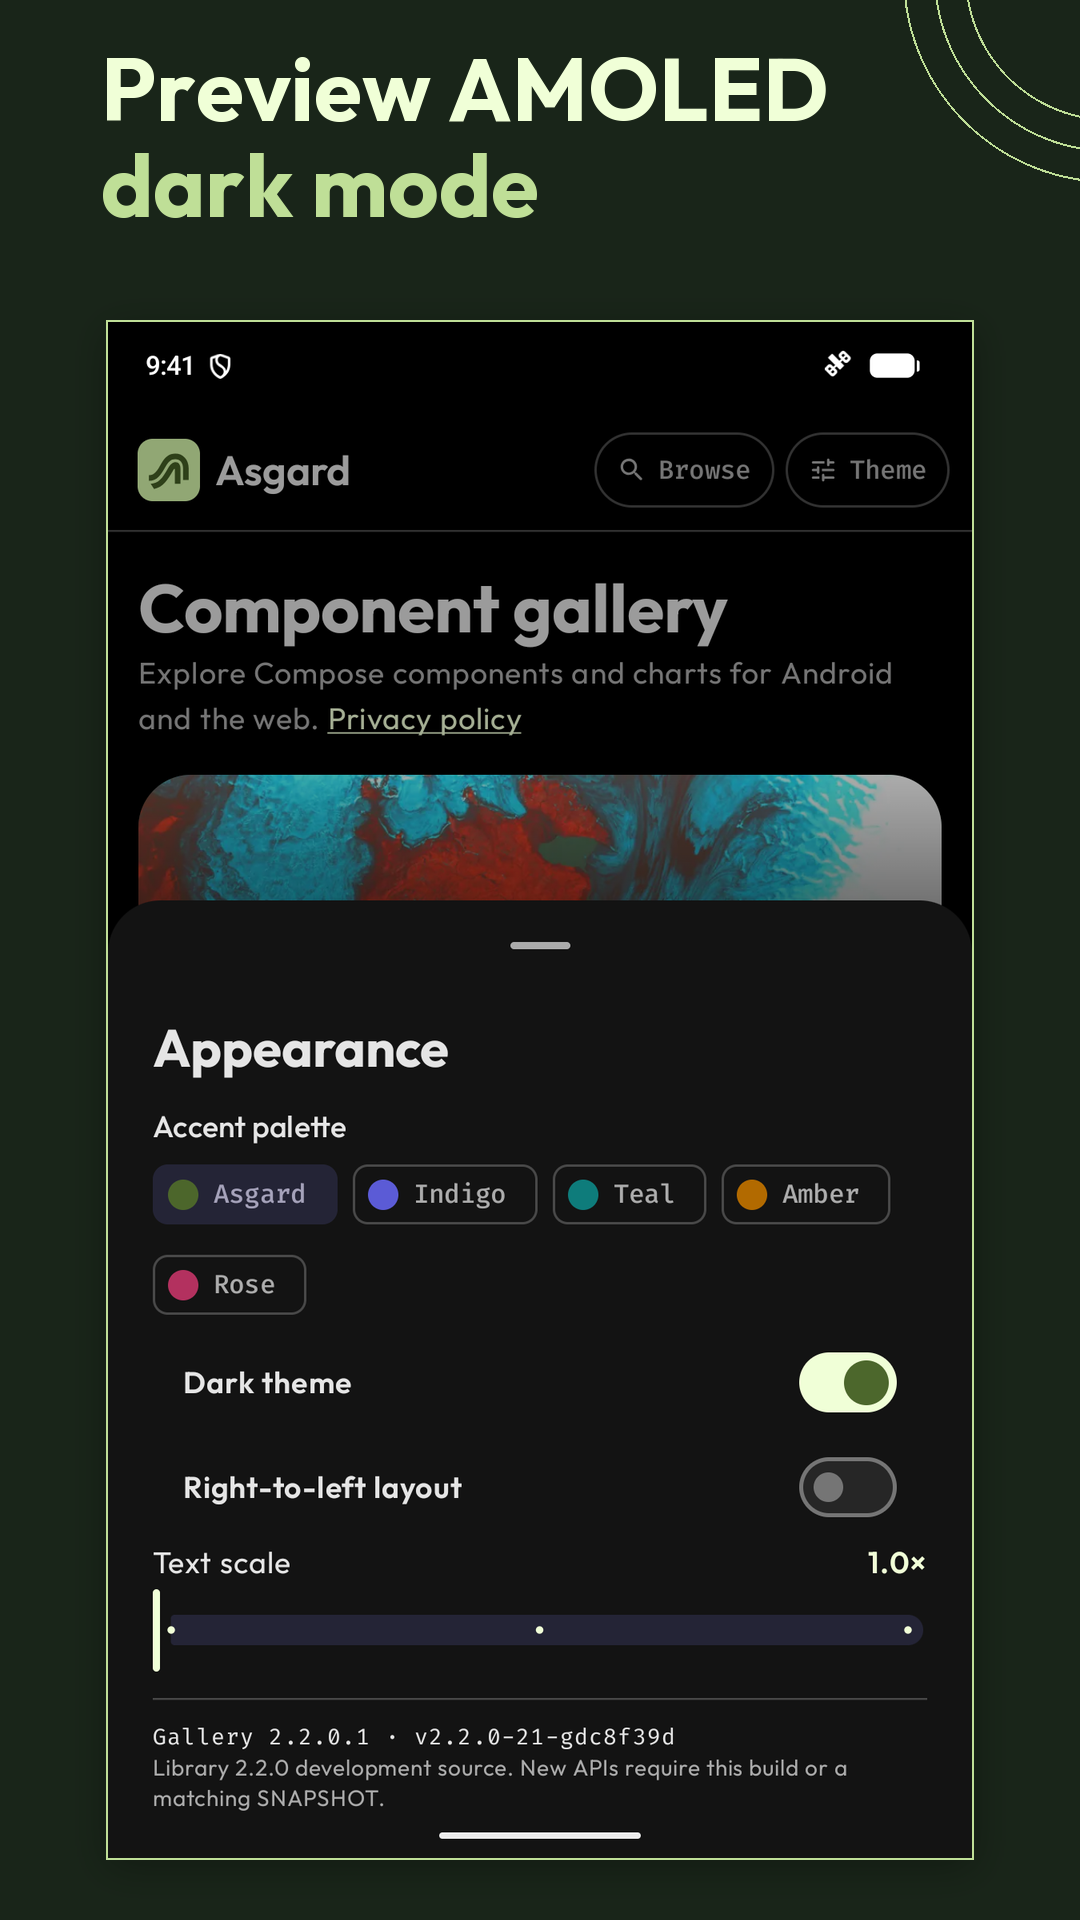 Preview AMOLED
dark mode
9:41
Asgard
Browse
Theme
Component gallery
Explore Compose components and charts for Android
and the web. Privacy policy
Appearance
Accent palette
Asgard
Indigo
Teal
Amber
Rose
Dark theme
Right-to-left layout
Text scale
1.0×
Gallery 2.2.0.1 · v2.2.0-21-gdc8f39d
Library 2.2.0 development source. New APIs require this build or a
matching SNAPSHOT.